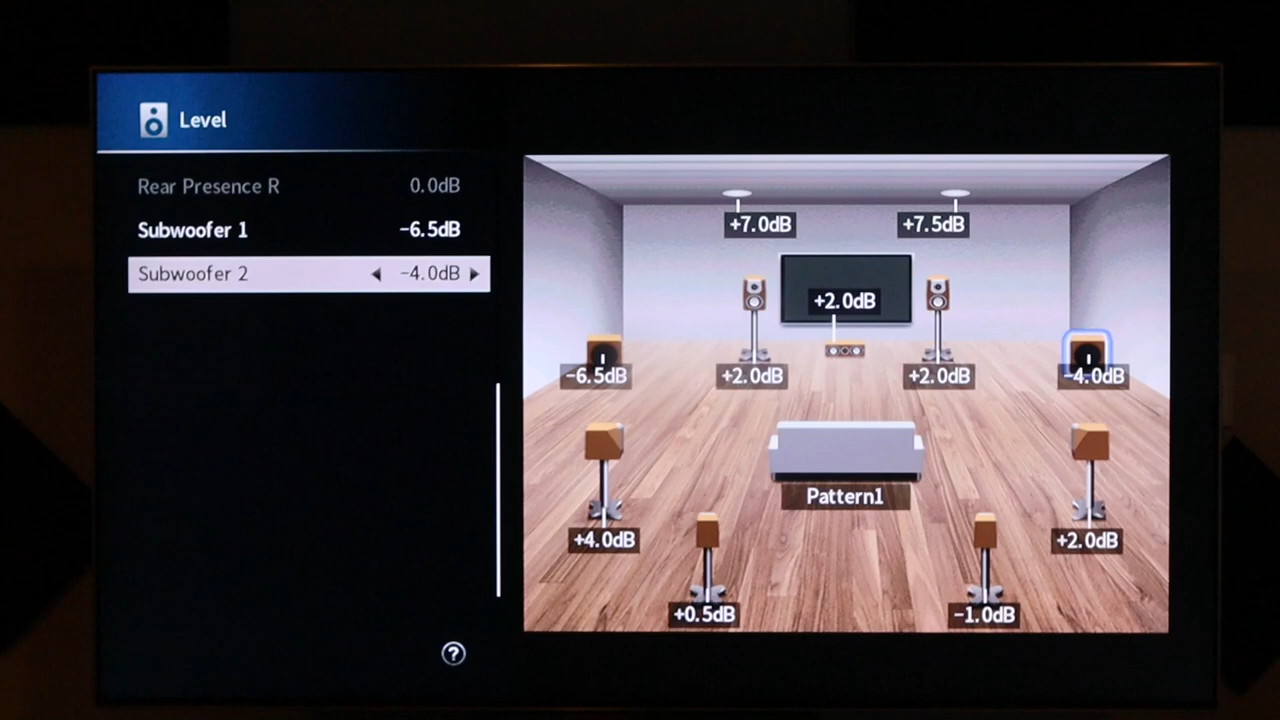 Level
Rear Presence R 0.0dB
Subwoofer 1 -6.5dB
Subwoofer 2 -4.0dB
+7.0dB +7.5dB
+2.0dB
-6.5dB +2.0dB +2.0dB -4.0dB
Pattern1
+4.0dB +2.0dB
+0.5dB -1.0dB
?